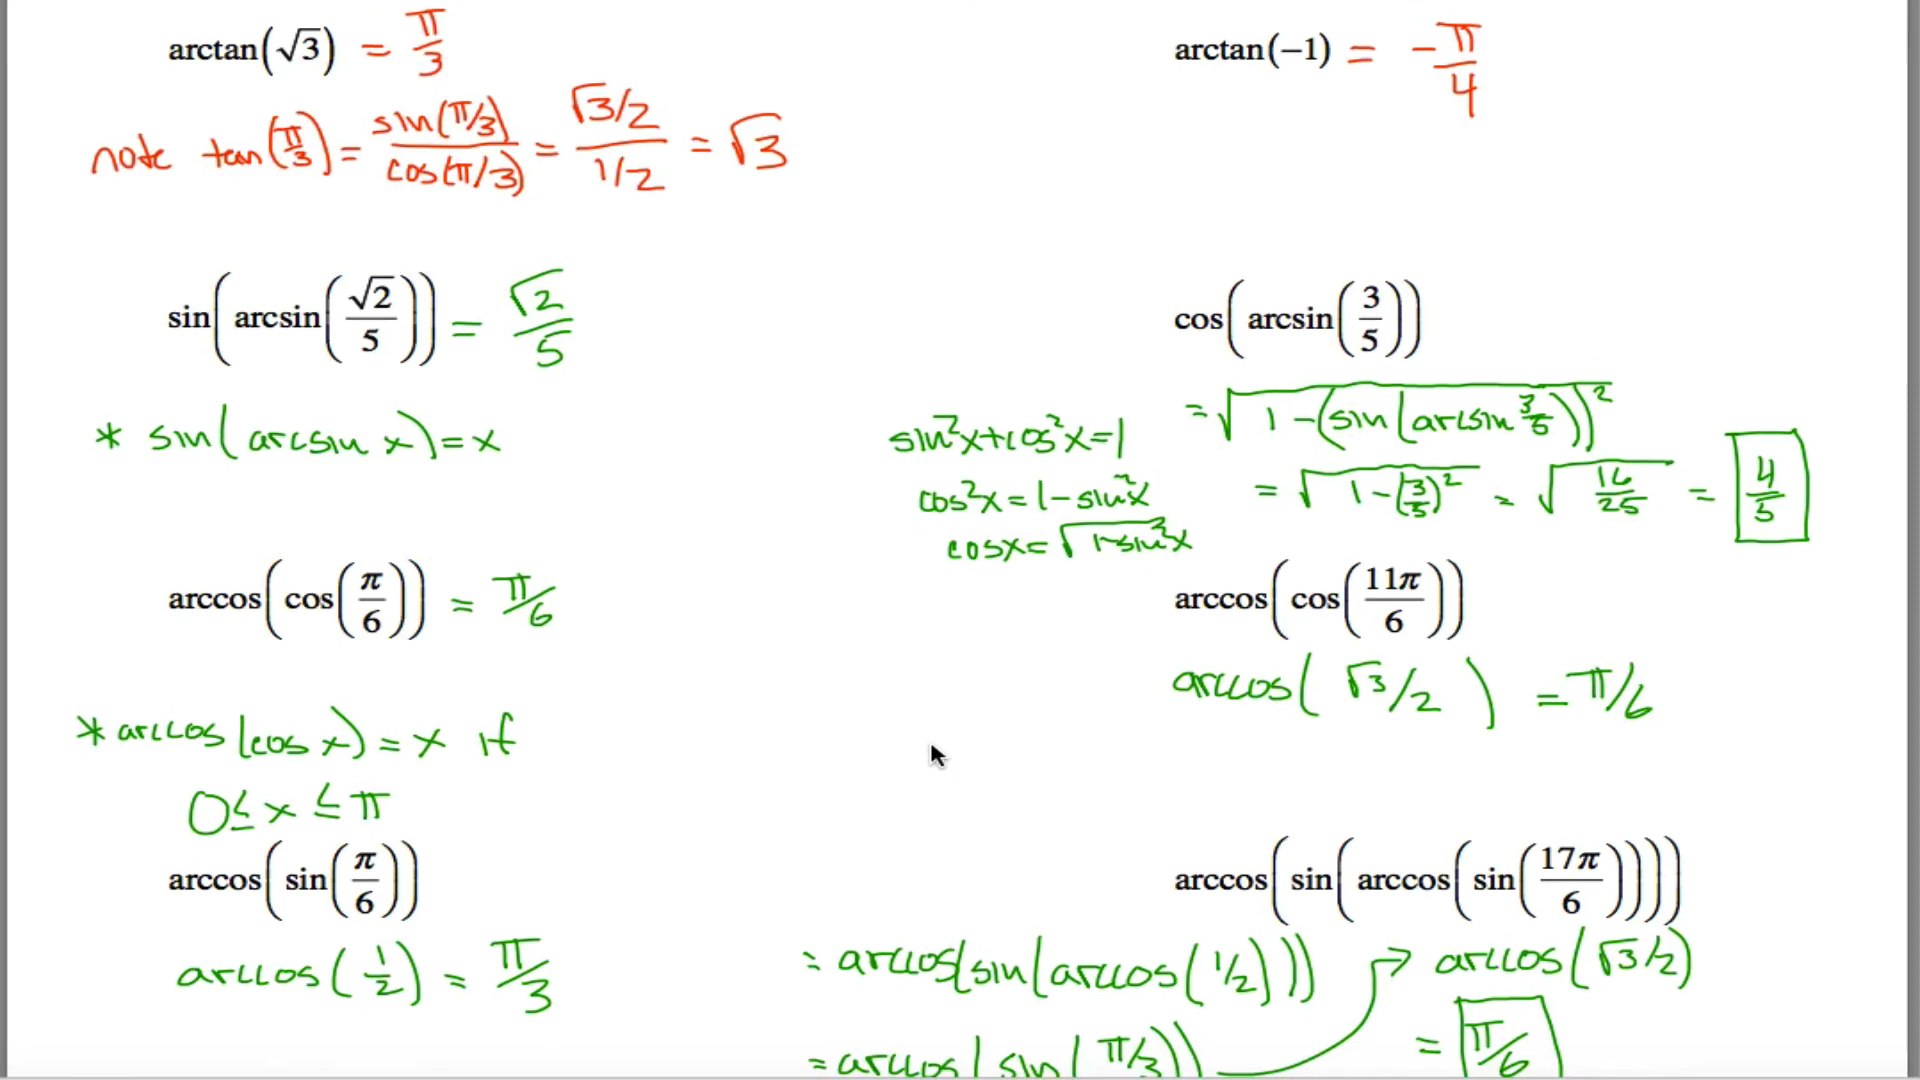 arctan(√3) = π/3
note tan(π/3) = sin(π/3)/cos(π/3) = (√3/2)/(1/2) = √3
arctan(−1) = -π/4
sin(arcsin(√2/5)) = √2/5
* sin(arcsin x) = x
cos(arcsin(3/5))
= √(1-(sin(arcsin 3/5))²
sin²x+cos²x=1
cos²x=1-sin²x
cosx=√(1-sin²x)
= √(1-(3/5)²) = √(16/25) = 4/5
arccos(cos(π/6)) = π/6
* arccos(cos x) = x if
0≤ x ≤ π
arccos(cos(11π/6))
arccos( √3/2 ) = π/6
arccos(sin(π/6))
arccos(1/2) = π/3
arccos(sin(arccos(sin(17π/6))))
= arccos(sin(arccos(1/2)))
= arccos(sin(π/3))
arccos(√3/2)
= π/6